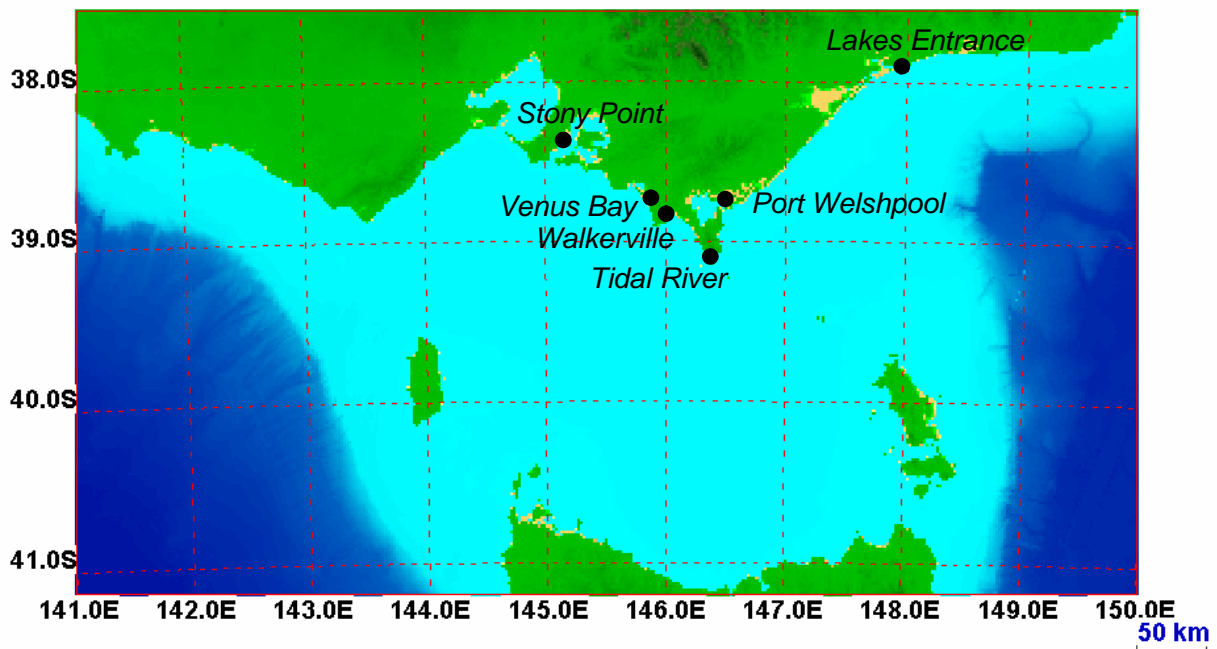 Lakes Entrance
38.0S
Stony Point
Venus Bay
Port Welshpool
Walkerville
39.0S
Tidal River
40.0S
41.0S
141.0E 142.0E 143.0E 144.0E 145.0E 146.0E 147.0E 148.0E 149.0E 150.0E
50 km